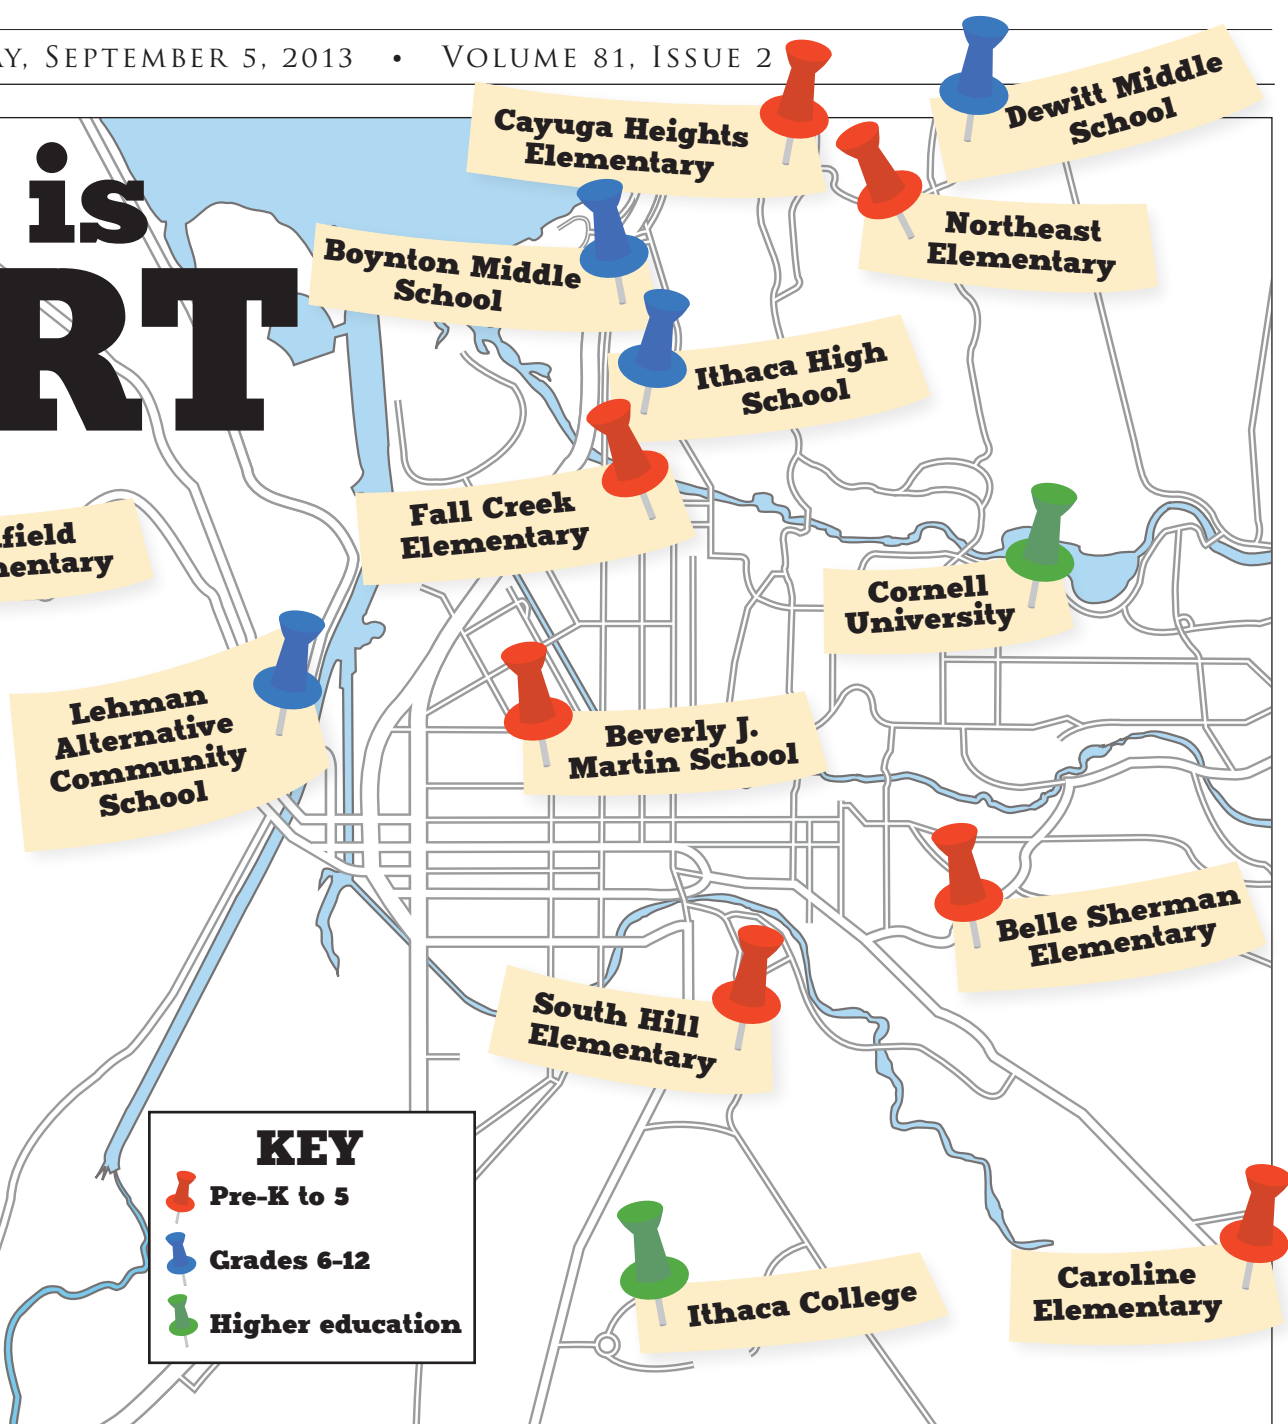 AY, SEPTEMBER 5, 2013 • VOLUME 81, ISSUE 2
is
RT
Cayuga Heights
Elementary
Dewitt Middle
School
Northeast
Elementary
Boynton Middle
School
Ithaca High
School
Fall Creek
Elementary
field
entary
Cornell
University
Lehman
Alternative
Community
School
Beverly J.
Martin School
Belle Sherman
Elementary
South Hill
Elementary
KEY
Pre-K to 5
Grades 6-12
Higher education
Ithaca College
Caroline
Elementary